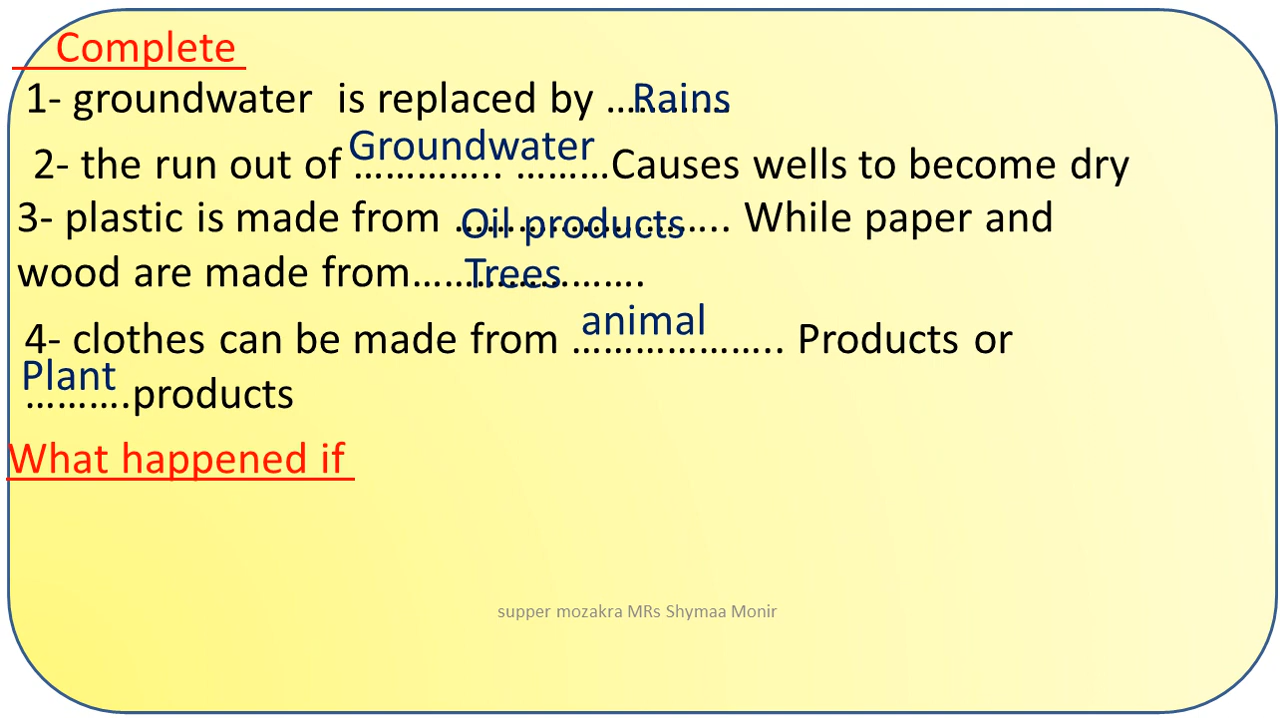 Complete
1- groundwater is replaced by ………… Rains
Groundwater
2- the run out of ………….. ………Causes wells to become dry
3- plastic is made from …………………….. While paper and
Oil products
wood are made from…………………. Trees
animal
4- clothes can be made from ……………….. Products or
Plant
……….products
What happened if
supper mozakra MRs Shymaa Monir